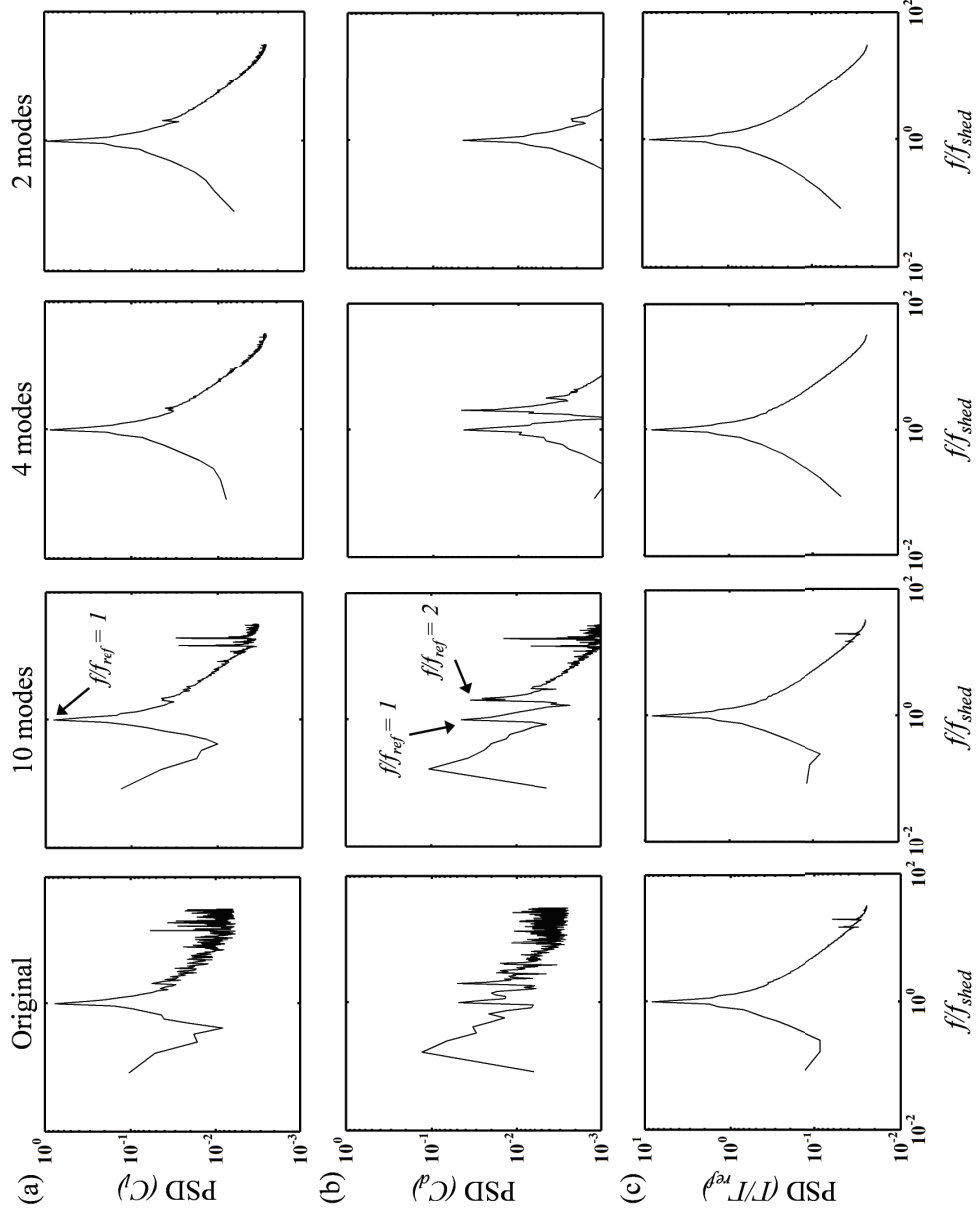 Original
10 modes
4 modes
2 modes
(a)
PSD (C_l)
10^0
10^-1
10^-2
10^-3
f/f_ref = 1
(b)
PSD (C_d)
10^0
10^-1
10^-2
10^-3
f/f_ref = 1
f/f_ref = 2
(c)
PSD (Γ/Γ_ref)
10^1
10^0
10^-1
10^-2
10^-2
10^0
10^2
10^-2
10^0
10^2
10^-2
10^0
10^2
10^-2
10^0
10^2
f/f_shed
f/f_shed
f/f_shed
f/f_shed